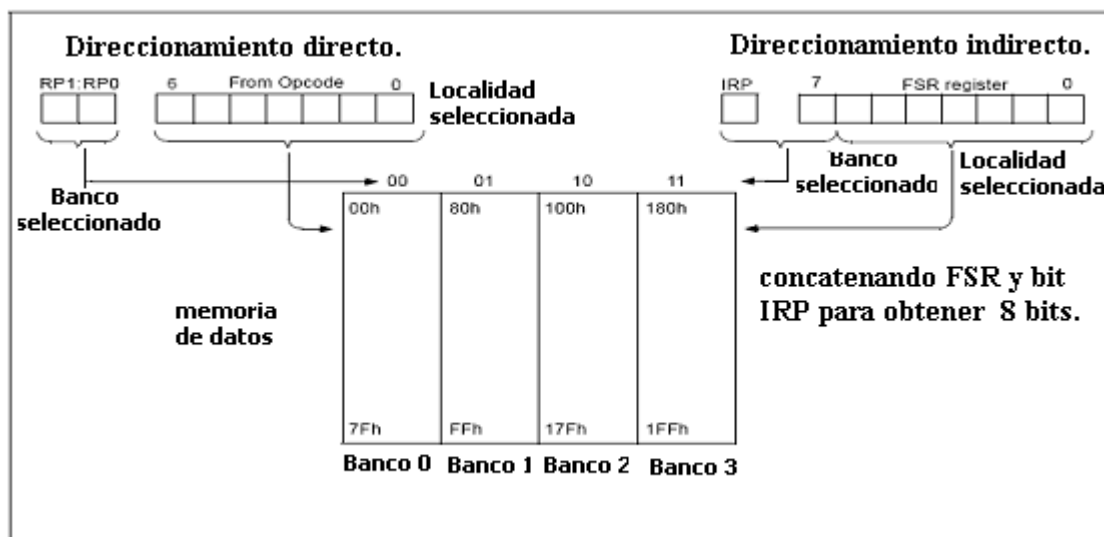 Direccionamiento directo.
Direccionamiento indirecto.
RP1:RP0
6 From Opcode 0
Localidad
seleccionada
IRP
7 FSR register 0
Banco
seleccionado
Banco
seleccionado
Localidad
seleccionada
00 01 10 11
00h 80h 100h 180h
memoria
de datos
concatenando FSR y bit
IRP para obtener 8 bits.
7Fh FFh 17Fh 1FFh
Banco 0 Banco 1 Banco 2 Banco 3